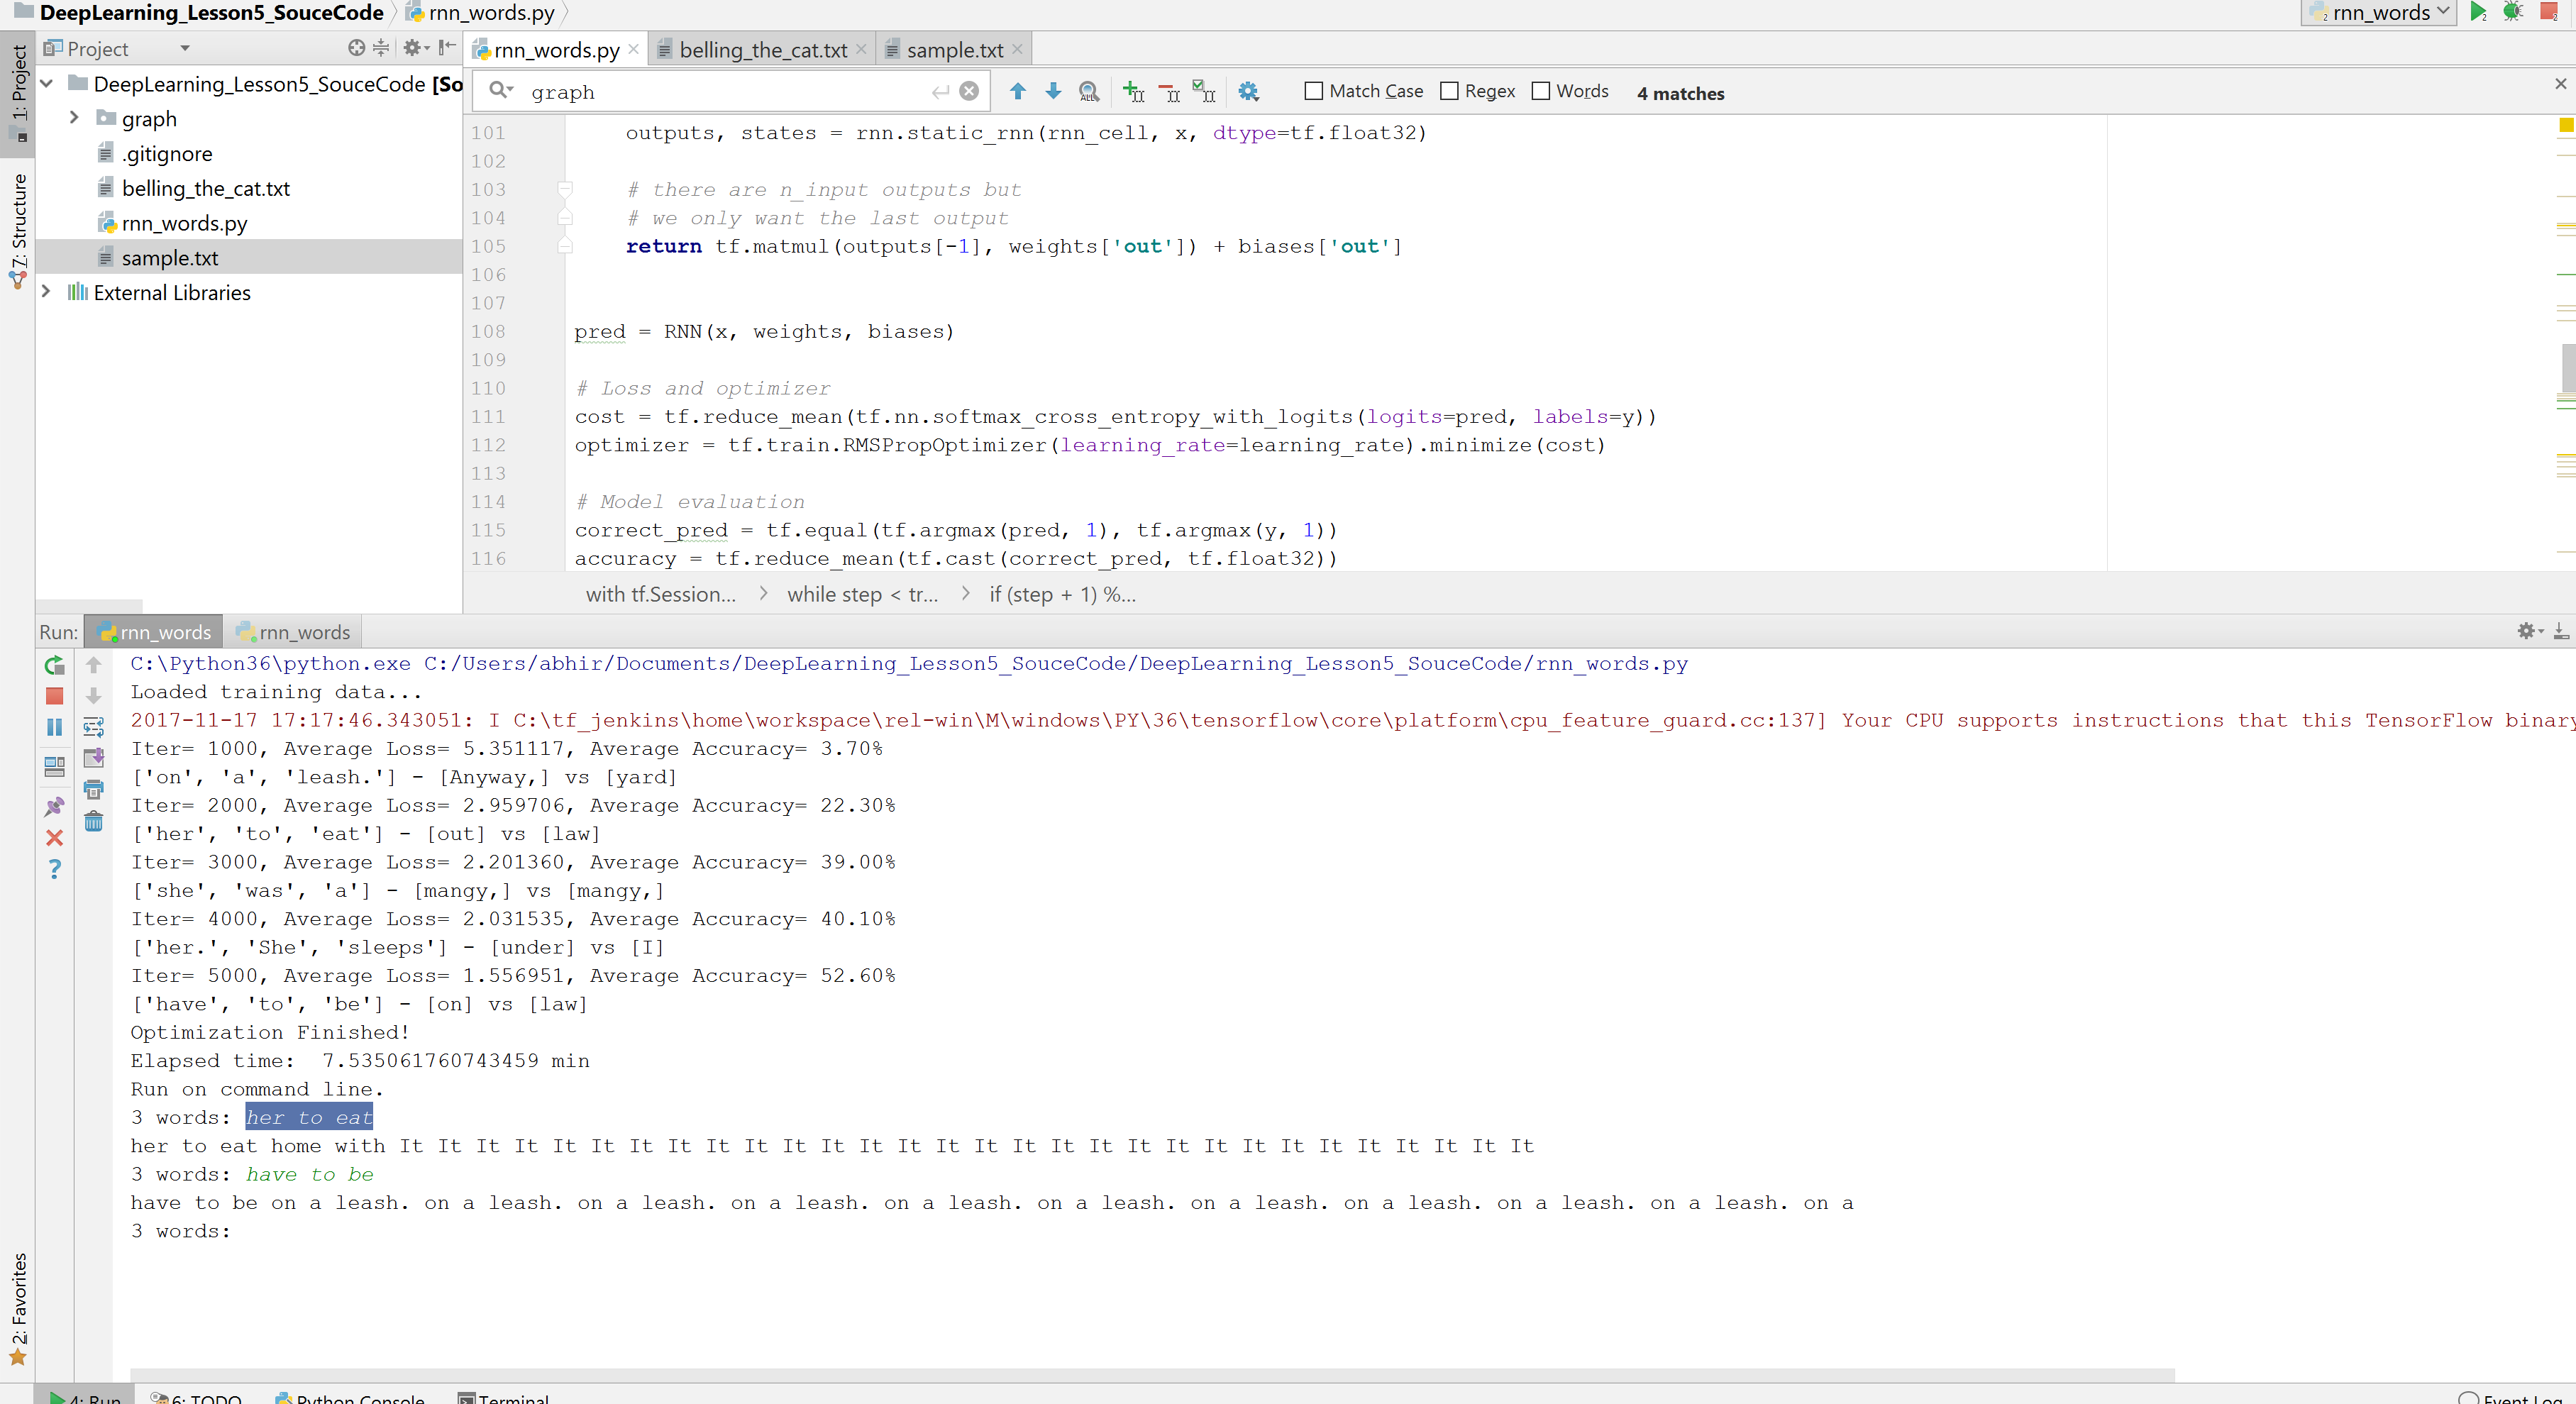 DeepLearning_Lesson5_SouceCode rnn_words.py rnn_words
1: Project
Project
rnn_words.py belling_the_cat.txt sample.txt
DeepLearning_Lesson5_SouceCode [So
graph
.gitignore
belling_the_cat.txt
rnn_words.py
sample.txt
External Libraries
7: Structure
graph Match Case Regex Words 4 matches
101 outputs, states = rnn.static_rnn(rnn_cell, x, dtype=tf.float32)
102
103 # there are n_input outputs but
104 # we only want the last output
105 return tf.matmul(outputs[-1], weights['out']) + biases['out']
106
107
108 pred = RNN(x, weights, biases)
109
110 # Loss and optimizer
111 cost = tf.reduce_mean(tf.nn.softmax_cross_entropy_with_logits(logits=pred, labels=y))
112 optimizer = tf.train.RMSPropOptimizer(learning_rate=learning_rate).minimize(cost)
113
114 # Model evaluation
115 correct_pred = tf.equal(tf.argmax(pred, 1), tf.argmax(y, 1))
116 accuracy = tf.reduce_mean(tf.cast(correct_pred, tf.float32))
with tf.Session... while step < tr... if (step + 1) %...
Run: rnn_words rnn_words
C:\Python36\python.exe C:/Users/abhir/Documents/DeepLearning_Lesson5_SouceCode/DeepLearning_Lesson5_SouceCode/rnn_words.py
Loaded training data...
2017-11-17 17:17:46.343051: I C:\tf_jenkins\home\workspace\rel-win\M\windows\PY\36\tensorflow\core\platform\cpu_feature_guard.cc:137] Your CPU supports instructions that this TensorFlow binary
Iter= 1000, Average Loss= 5.351117, Average Accuracy= 3.70%
['on', 'a', 'leash.'] - [Anyway,] vs [yard]
Iter= 2000, Average Loss= 2.959706, Average Accuracy= 22.30%
['her', 'to', 'eat'] - [out] vs [law]
Iter= 3000, Average Loss= 2.201360, Average Accuracy= 39.00%
['she', 'was', 'a'] - [mangy,] vs [mangy,]
Iter= 4000, Average Loss= 2.031535, Average Accuracy= 40.10%
['her.', 'She', 'sleeps'] - [under] vs [I]
Iter= 5000, Average Loss= 1.556951, Average Accuracy= 52.60%
['have', 'to', 'be'] - [on] vs [law]
Optimization Finished!
Elapsed time:  7.535061760743459 min
Run on command line.
3 words: her to eat
her to eat home with It It It It It It It It It It It It It It It It It It It It It It It It It It It It It It
3 words: have to be
have to be on a leash. on a leash. on a leash. on a leash. on a leash. on a leash. on a leash. on a leash. on a leash. on a leash. on a
3 words:
2: Favorites
4: Run 6: TODO Python Console Terminal Event Log